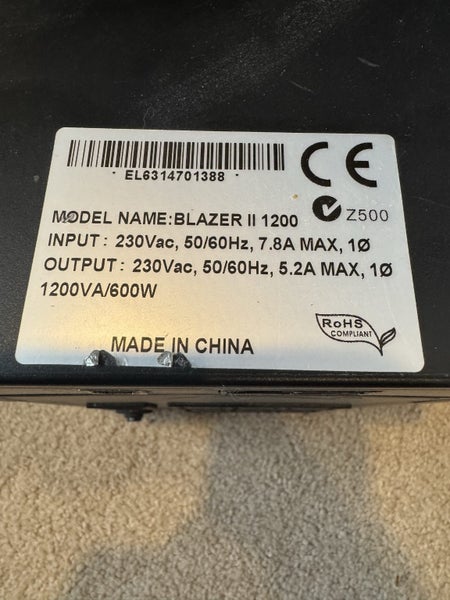 EL6314701388
CE
MODEL NAME:BLAZER II 1200
Z500
INPUT: 230Vac, 50/60Hz, 7.8A MAX, 1Ø
OUTPUT: 230Vac, 50/60Hz, 5.2A MAX, 1Ø
1200VA/600W
RoHS
COMPLIANT
MADE IN CHINA